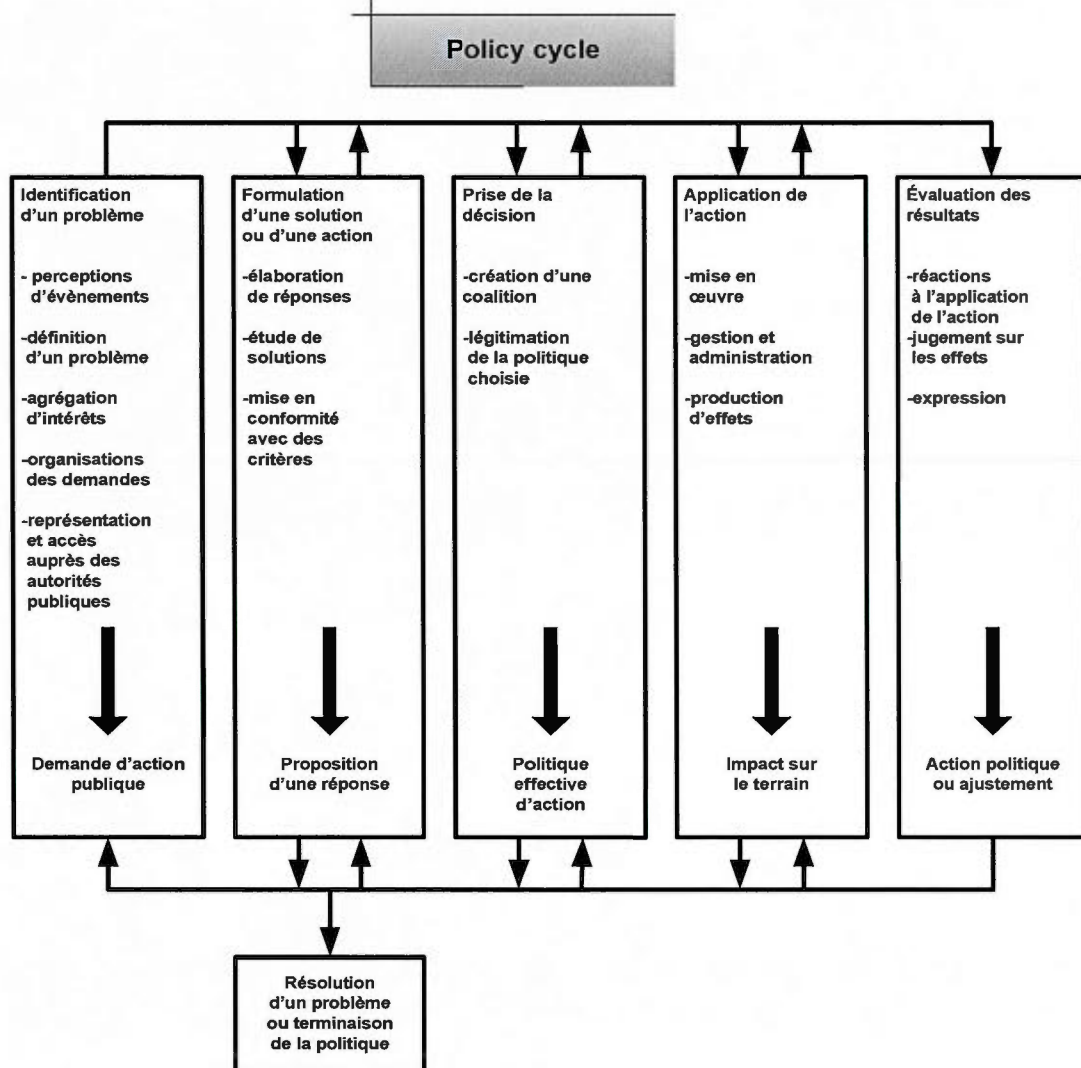 Policy cycle
Identification
d'un problème
- perceptions
d'évènements
-définition
d'un problème
-agrégation
d'intérêts
-organisations
des demandes
-représentation
et accès
auprès des
autorités
publiques
Demande d'action
publique
Formulation
d'une solution
ou d'une action
-élaboration
de réponses
-étude de
solutions
-mise en
conformité
avec des
critères
Proposition
d'une réponse
Prise de la
décision
-création d'une
coalition
-légitimation
de la politique
choisie
Politique
effective
d'action
Application de
l'action
-mise en
œuvre
-gestion et
administration
-production
d'effets
Impact sur
le terrain
Évaluation des
résultats
-réactions
à l'application
de l'action
-jugement sur
les effets
-expression
Action politique
ou ajustement
Résolution
d'un problème
ou terminaison
de la politique